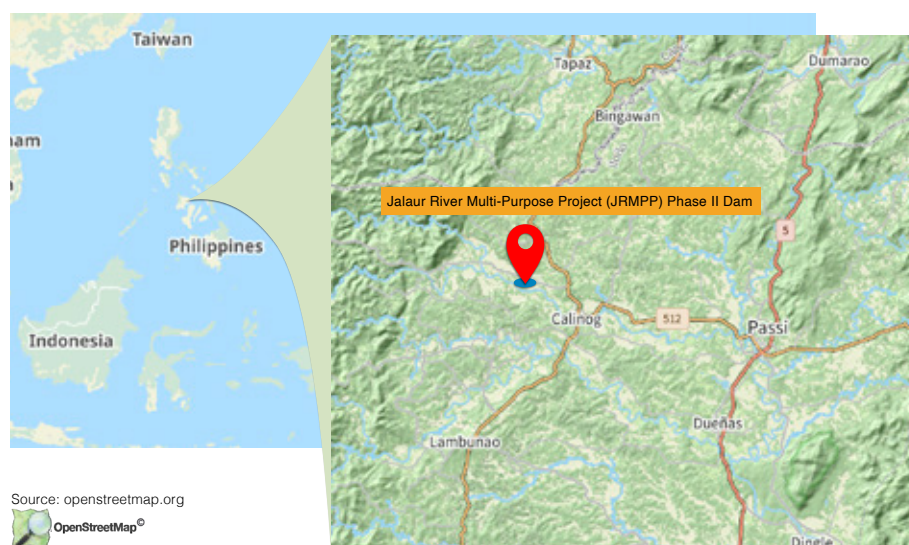 Taiwan
am
Philippines
Indonesia
Tapaz
Dumarao
Bingawan
Jalaur River Multi-Purpose Project (JRMPP) Phase II Dam
5
Calinog
512
Passi
Dueñas
Lambunao
Dingle
Source: openstreetmap.org
OpenStreetMap©